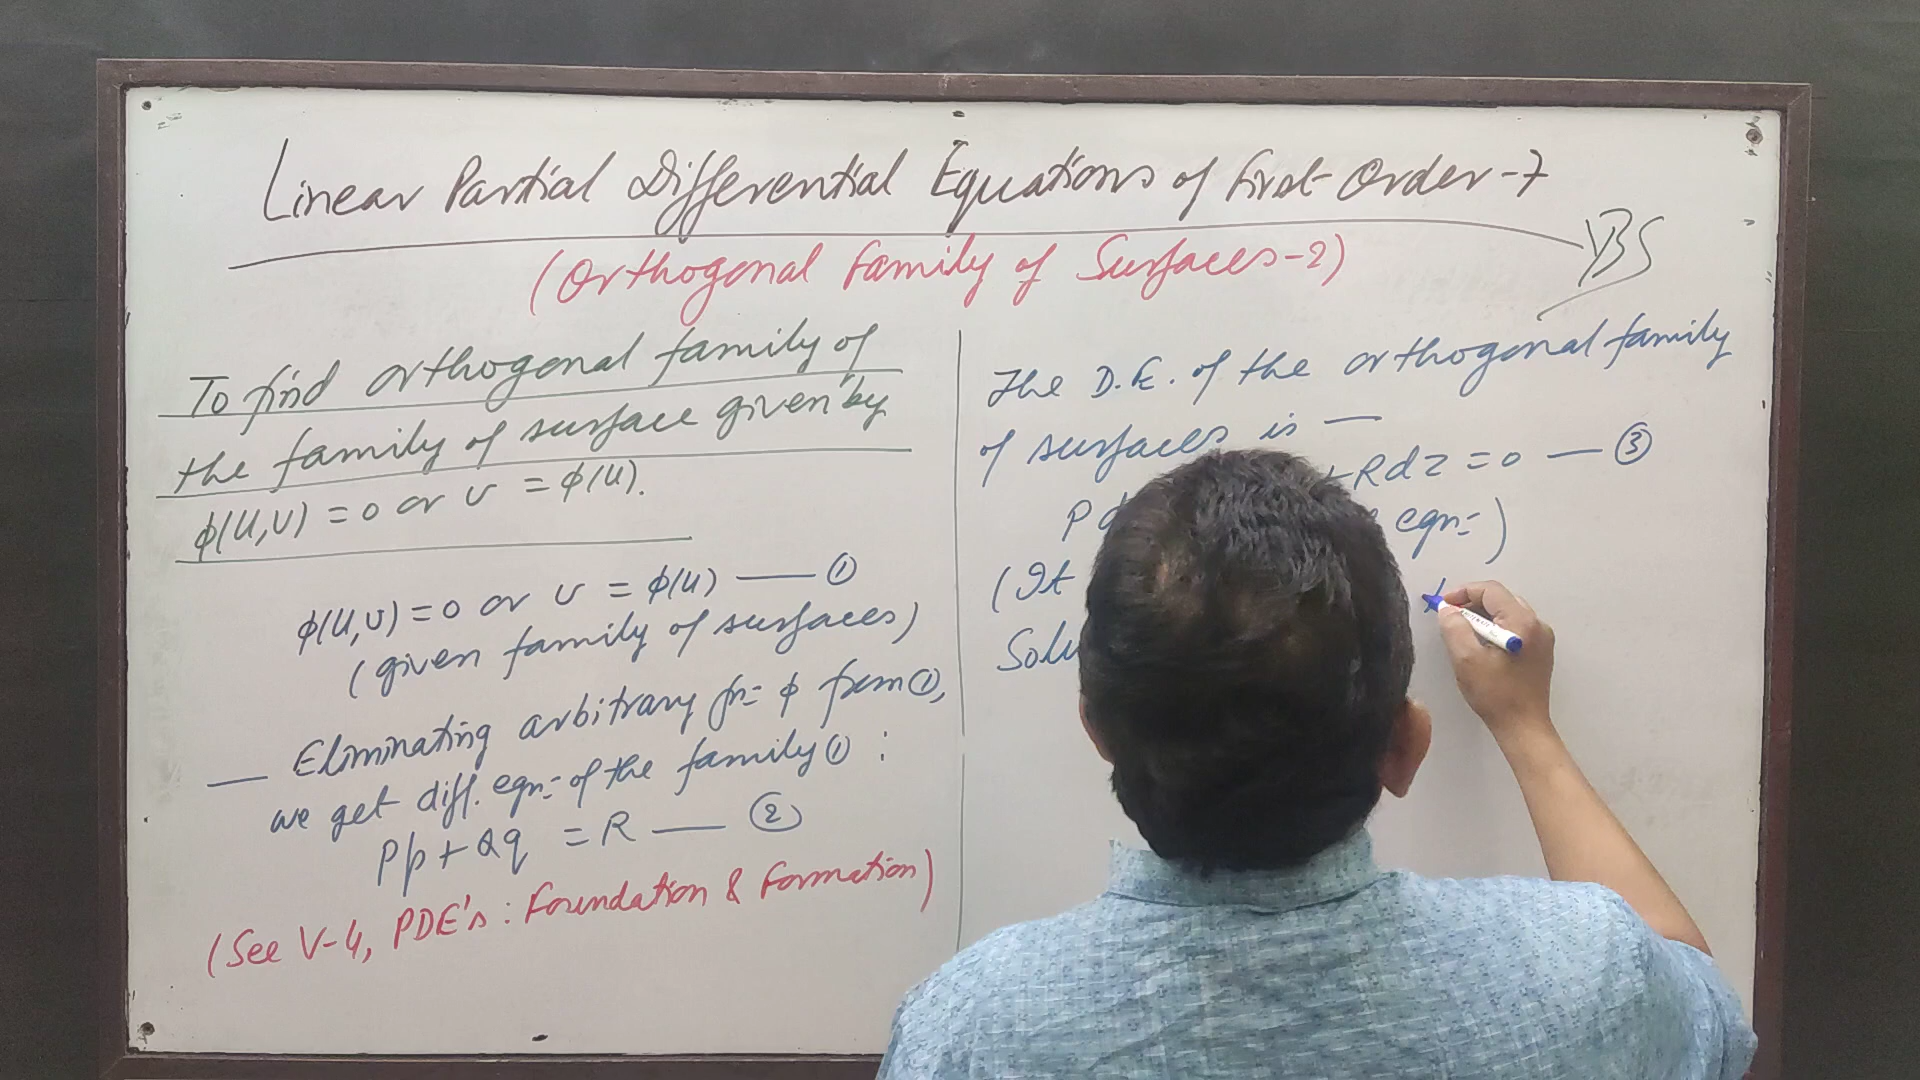 Linear Partial Differential Equations of First Order-7
(Orthogonal Family of Surfaces-2)
YBS
To find orthogonal family of
the family of surface given by
ϕ(u,v) = 0 or v = ϕ(u).
ϕ(u,v) = 0 or v = ϕ(u) — ①
(given family of surfaces)
— Eliminating arbitrary fn= ϕ from ①,
we get diff. eqn= of the family ① :
Pp + Qq = R — ②
(See V-4, PDE's : Foundation & Formation)
The D.E. of the orthogonal family
of surfaces is —
P +Rdz = 0 — ③
(It eqn=)